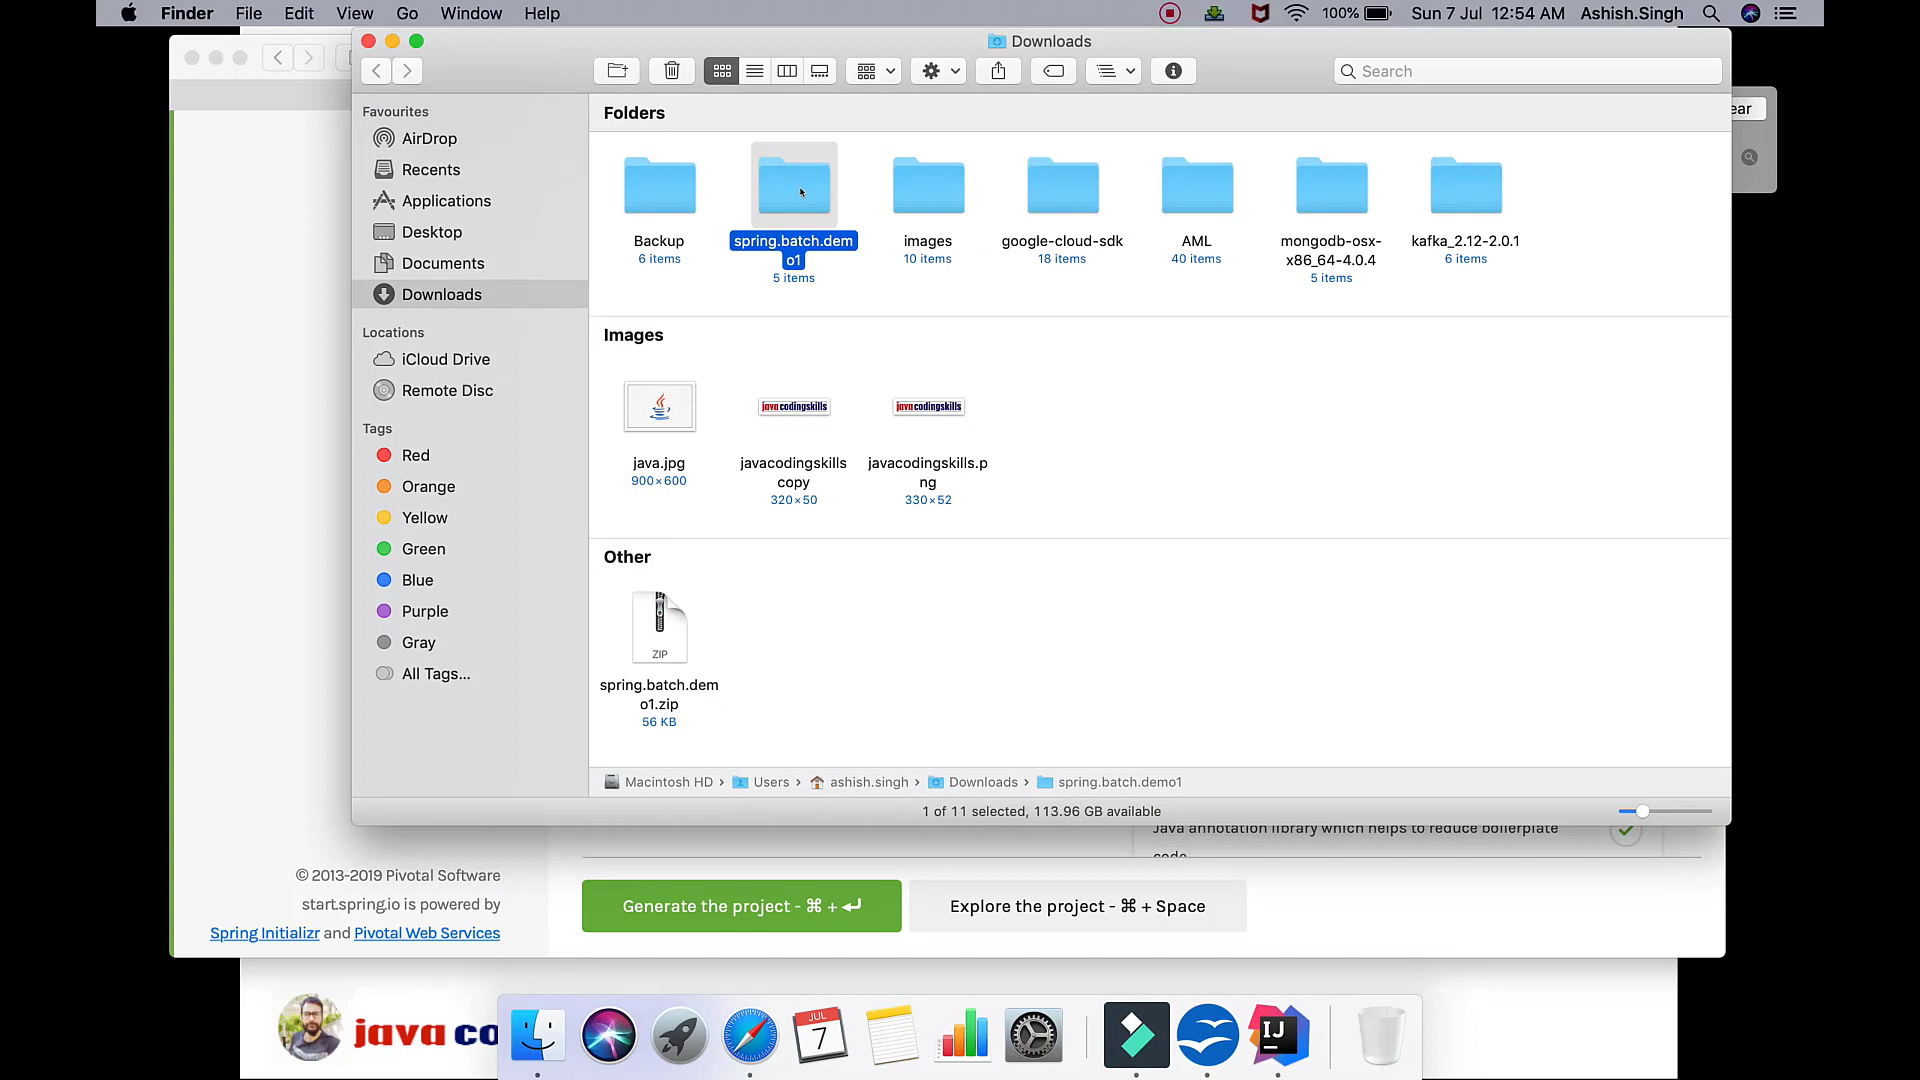 Finder File Edit View Go Window Help 100% Sun 7 Jul 12:54 AM Ashish.Singh
Downloads
Search
Favourites
AirDrop
Recents
Applications
Desktop
Documents
Downloads
Locations
iCloud Drive
Remote Disc
Tags
Red
Orange
Yellow
Green
Blue
Purple
Gray
All Tags...
Folders
Backup
6 items
spring.batch.dem
o1
5 items
images
10 items
google-cloud-sdk
18 items
AML
40 items
mongodb-osx-
x86_64-4.0.4
5 items
kafka_2.12-2.0.1
6 items
Images
java.jpg
900×600
javacodingskills
javacodingskills
copy
320×50
javacodingskills
javacodingskills.p
ng
330×52
Other
ZIP
spring.batch.dem
o1.zip
56 KB
Macintosh HD › Users › ashish.singh › Downloads › spring.batch.demo1
1 of 11 selected, 113.96 GB available
ear
Java annotation library which helps to reduce boilerplate
code
© 2013-2019 Pivotal Software
start.spring.io is powered by
Spring Initializr and Pivotal Web Services
Generate the project - ⌘ + ↵
Explore the project - ⌘ + Space
java co
JUL
7
IJ